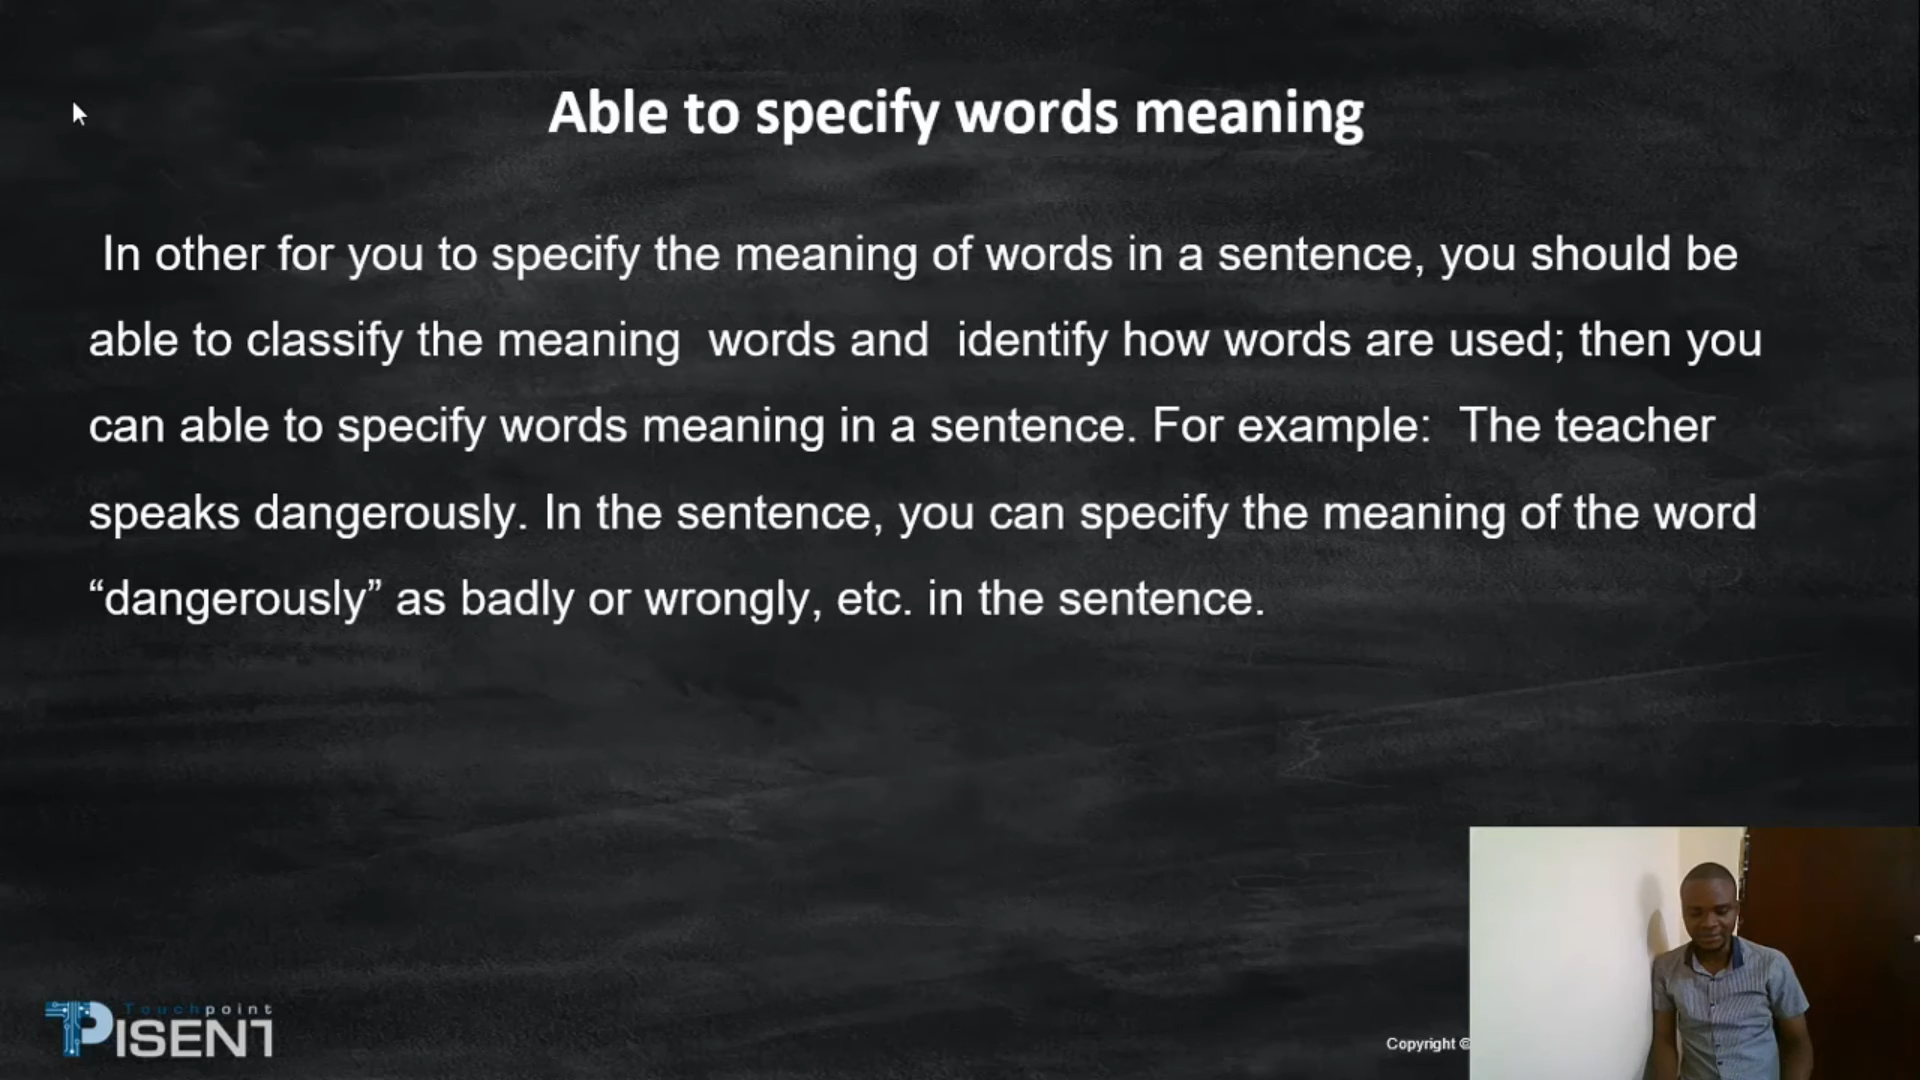 Able to specify words meaning
In other for you to specify the meaning of words in a sentence, you should be
able to classify the meaning words and identify how words are used; then you
can able to specify words meaning in a sentence. For example: The teacher
speaks dangerously. In the sentence, you can specify the meaning of the word
“dangerously” as badly or wrongly, etc. in the sentence.
Touchpoint
PISENT
Copyright ©